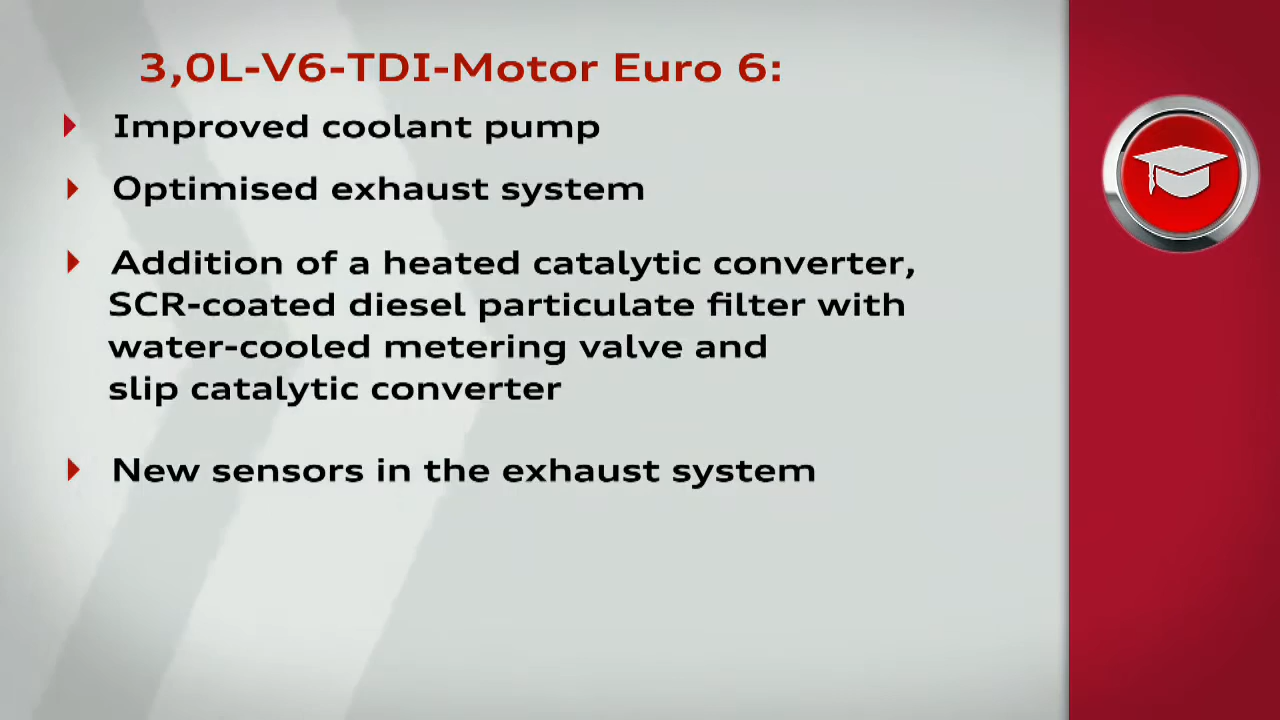 3,0L-V6-TDI-Motor Euro 6:
Improved coolant pump
Optimised exhaust system
Addition of a heated catalytic converter,
SCR-coated diesel particulate filter with
water-cooled metering valve and
slip catalytic converter
New sensors in the exhaust system